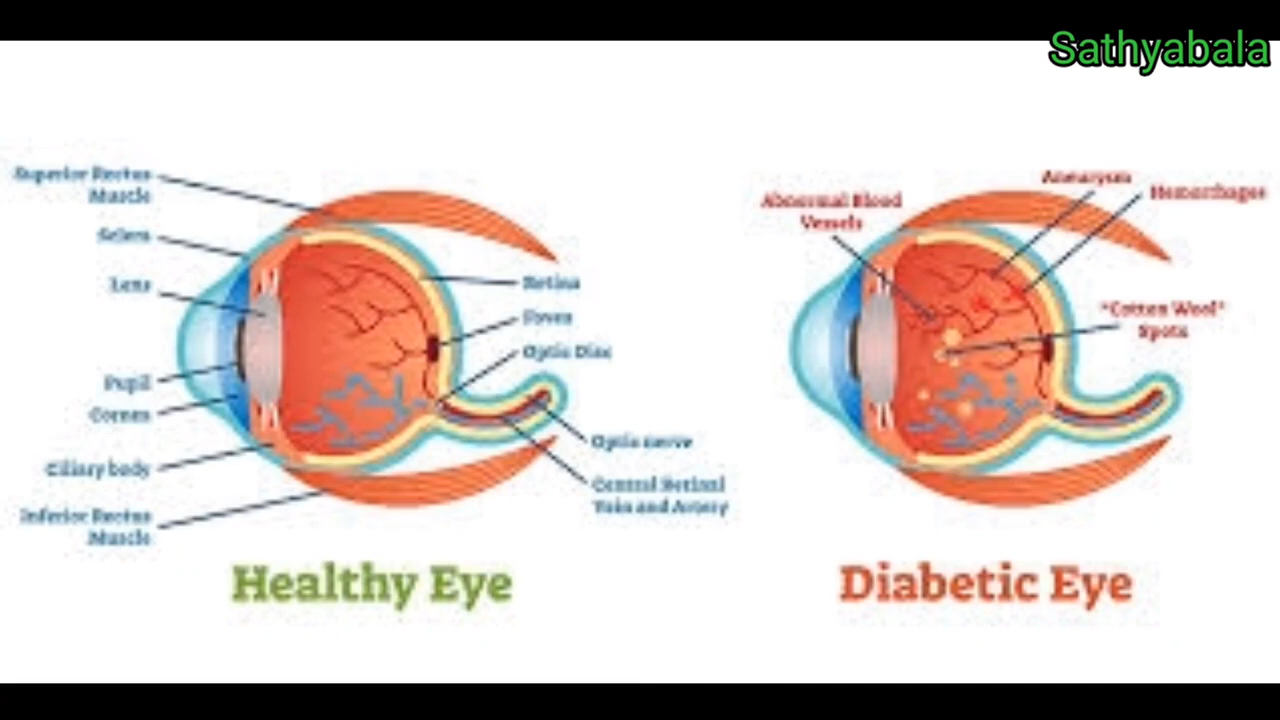 Sathyabala
Superior Rectus
Muscle
Sclera
Lens
Pupil
Cornea
Ciliary body
Inferior Rectus
Muscle
Retina
Fovea
Optic Disc
Optic nerve
Central Retinal
Vein and Artery
Healthy Eye
Abnormal Blood
Vessels
Aneurysm
Hemorrhages
"Cotton Wool"
Spots
Diabetic Eye